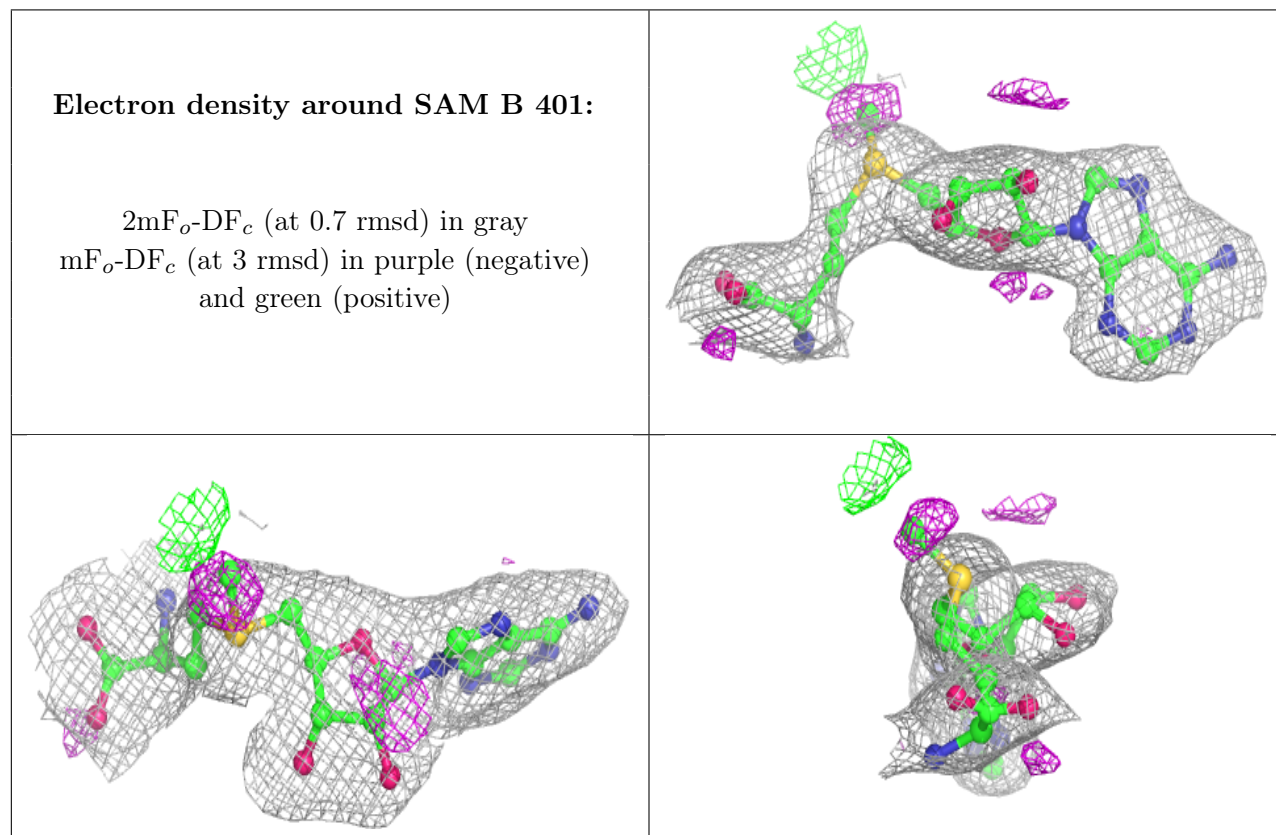 Electron density around SAM B 401:
2mFo-DFc (at 0.7 rmsd) in gray
mFo-DFc (at 3 rmsd) in purple (negative)
and green (positive)